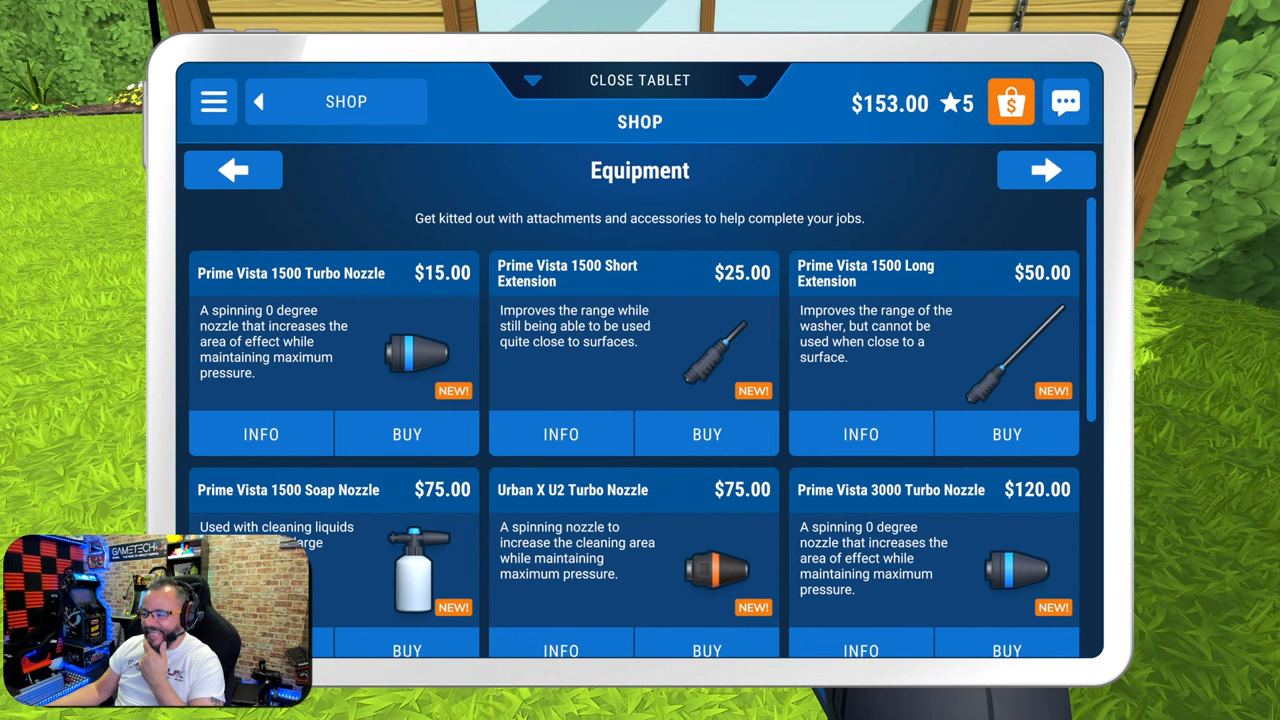 CLOSE TABLET
SHOP
$153.00 ★5
SHOP
Equipment
Get kitted out with attachments and accessories to help complete your jobs.
Prime Vista 1500 Turbo Nozzle $15.00
A spinning 0 degree
nozzle that increases the
area of effect while
maintaining maximum
pressure.
NEW!
INFO BUY
Prime Vista 1500 Short
Extension
$25.00
Improves the range while
still being able to be used
quite close to surfaces.
NEW!
INFO BUY
Prime Vista 1500 Long
Extension
$50.00
Improves the range of the
washer, but cannot be
used when close to a
surface.
NEW!
INFO BUY
Prime Vista 1500 Soap Nozzle $75.00
Used with cleaning liquids
NEW!
BUY
Urban X U2 Turbo Nozzle $75.00
A spinning nozzle to
increase the cleaning area
while maintaining
maximum pressure.
NEW!
INFO BUY
Prime Vista 3000 Turbo Nozzle $120.00
A spinning 0 degree
nozzle that increases the
area of effect while
maintaining maximum
pressure.
NEW!
INFO BUY
GAMETECH